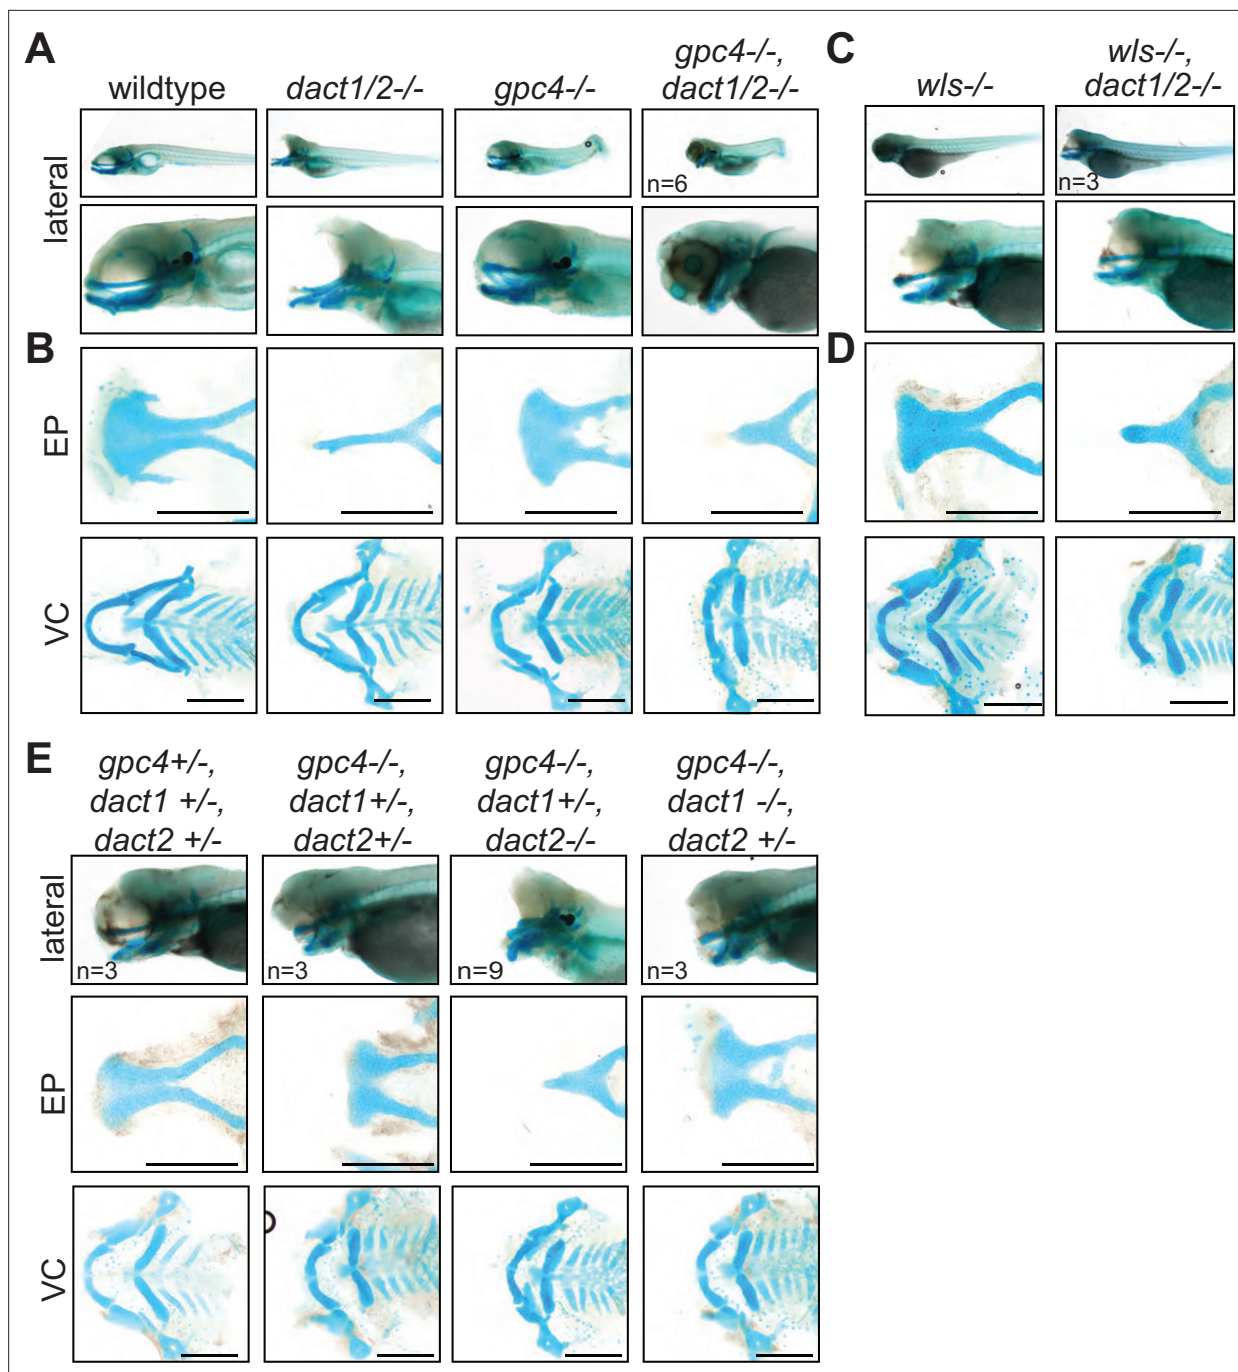 A
wildtype
dact1/2-/-
gpc4-/-
gpc4-/-,
dact1/2-/-
C
wls-/-
wls-/-,
dact1/2-/-
lateral
n=6
n=3
B
EP
D
VC
E
gpc4+/-,
dact1 +/-,
dact2 +/-
gpc4-/-,
dact1+/-,
dact2+/-
gpc4-/-,
dact1+/-,
dact2-/-
gpc4-/-,
dact1 -/-,
dact2 +/-
lateral
n=3
n=3
n=9
n=3
EP
VC